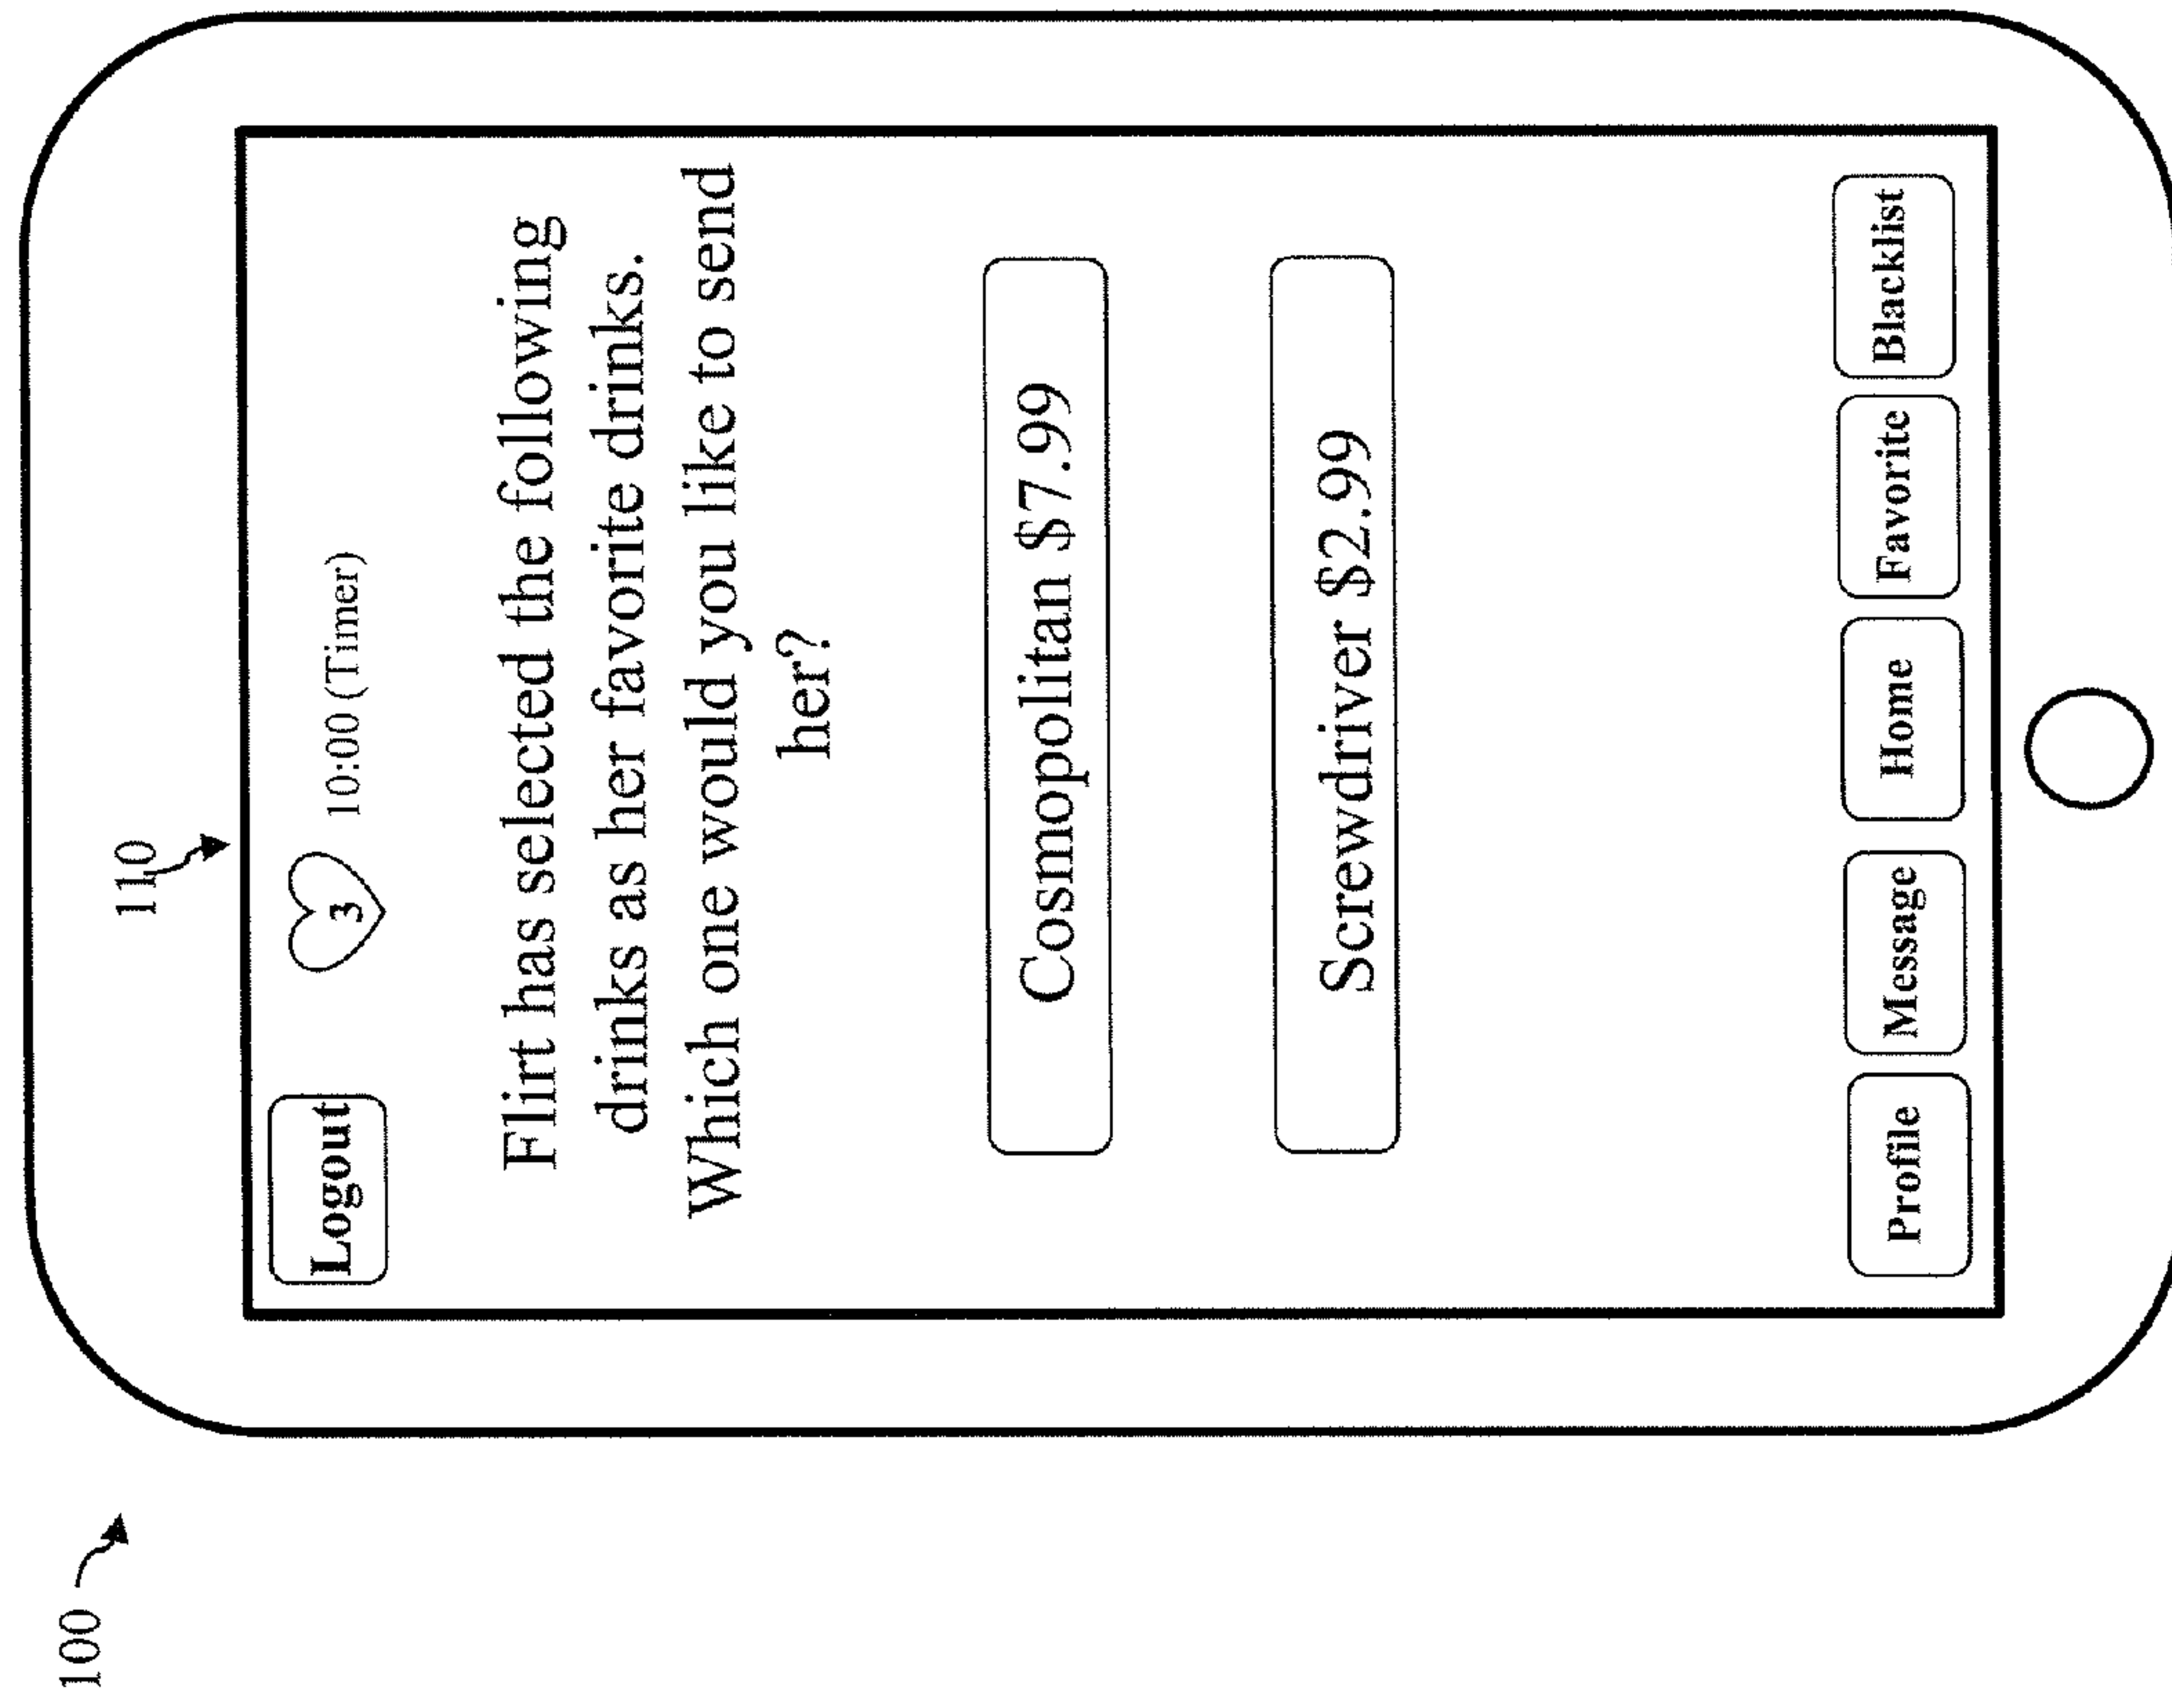 100
110
Logout
3
10:00 (Timer)
Flirt has selected the following
drinks as her favorite drinks.
Which one would you like to send
her?
Cosmopolitan $7.99
Screwdriver $2.99
Profile
Message
Home
Favorite
Blacklist